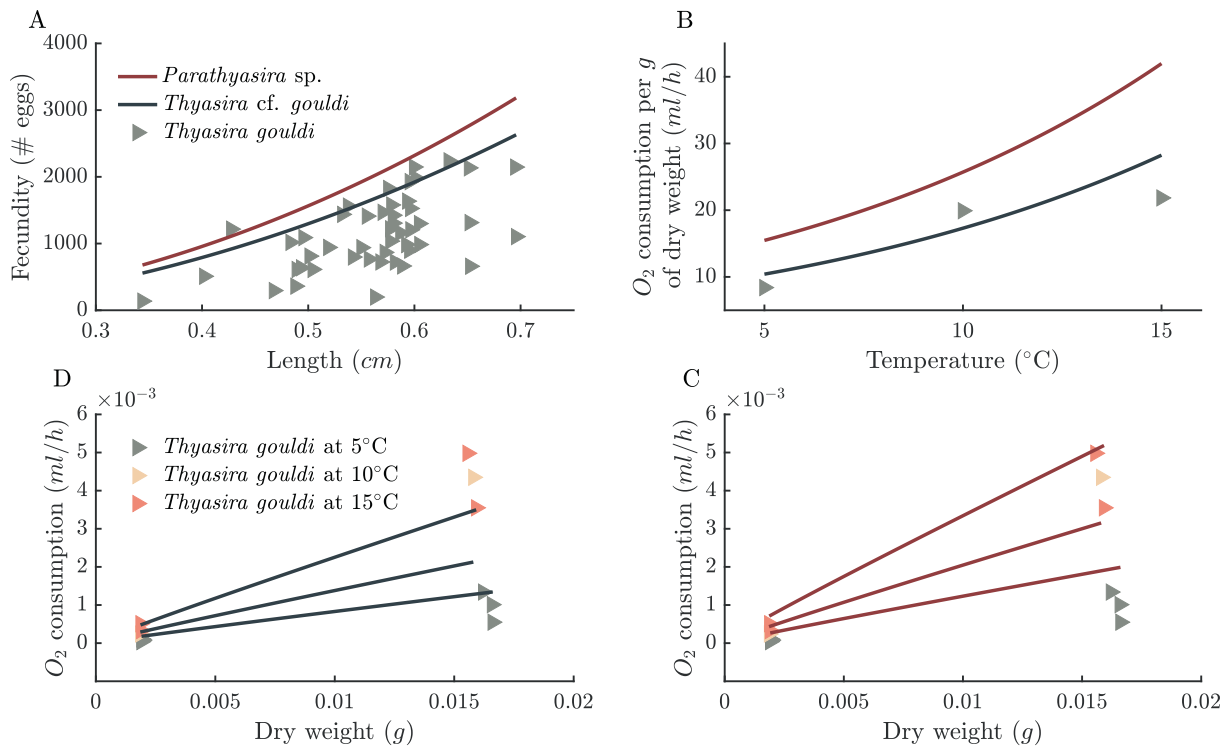 A
4000
3000
2000
1000
0
Fecundity (# eggs)
Parathyasira sp.
Thyasira cf. gouldi
Thyasira gouldi
0.3 0.4 0.5 0.6 0.7
Length (cm)
B
40
30
20
10
O₂ consumption per g
of dry weight (ml/h)
5 10 15
Temperature (°C)
D
×10⁻³
6
5
4
3
2
1
0
O₂ consumption (ml/h)
Thyasira gouldi at 5°C
Thyasira gouldi at 10°C
Thyasira gouldi at 15°C
0 0.005 0.01 0.015 0.02
Dry weight (g)
C
×10⁻³
6
5
4
3
2
1
0
O₂ consumption (ml/h)
0 0.005 0.01 0.015 0.02
Dry weight (g)